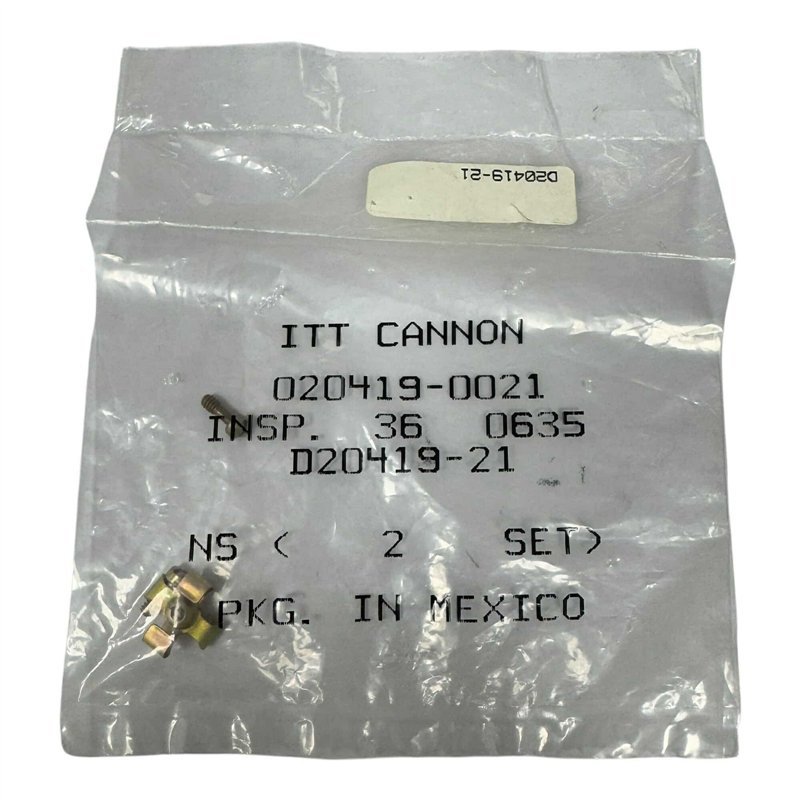 D20419-21
ITT CANNON
020419-0021
INSP. 36 0635
D20419-21
NS ( 2 SET)
PKG. IN MEXICO